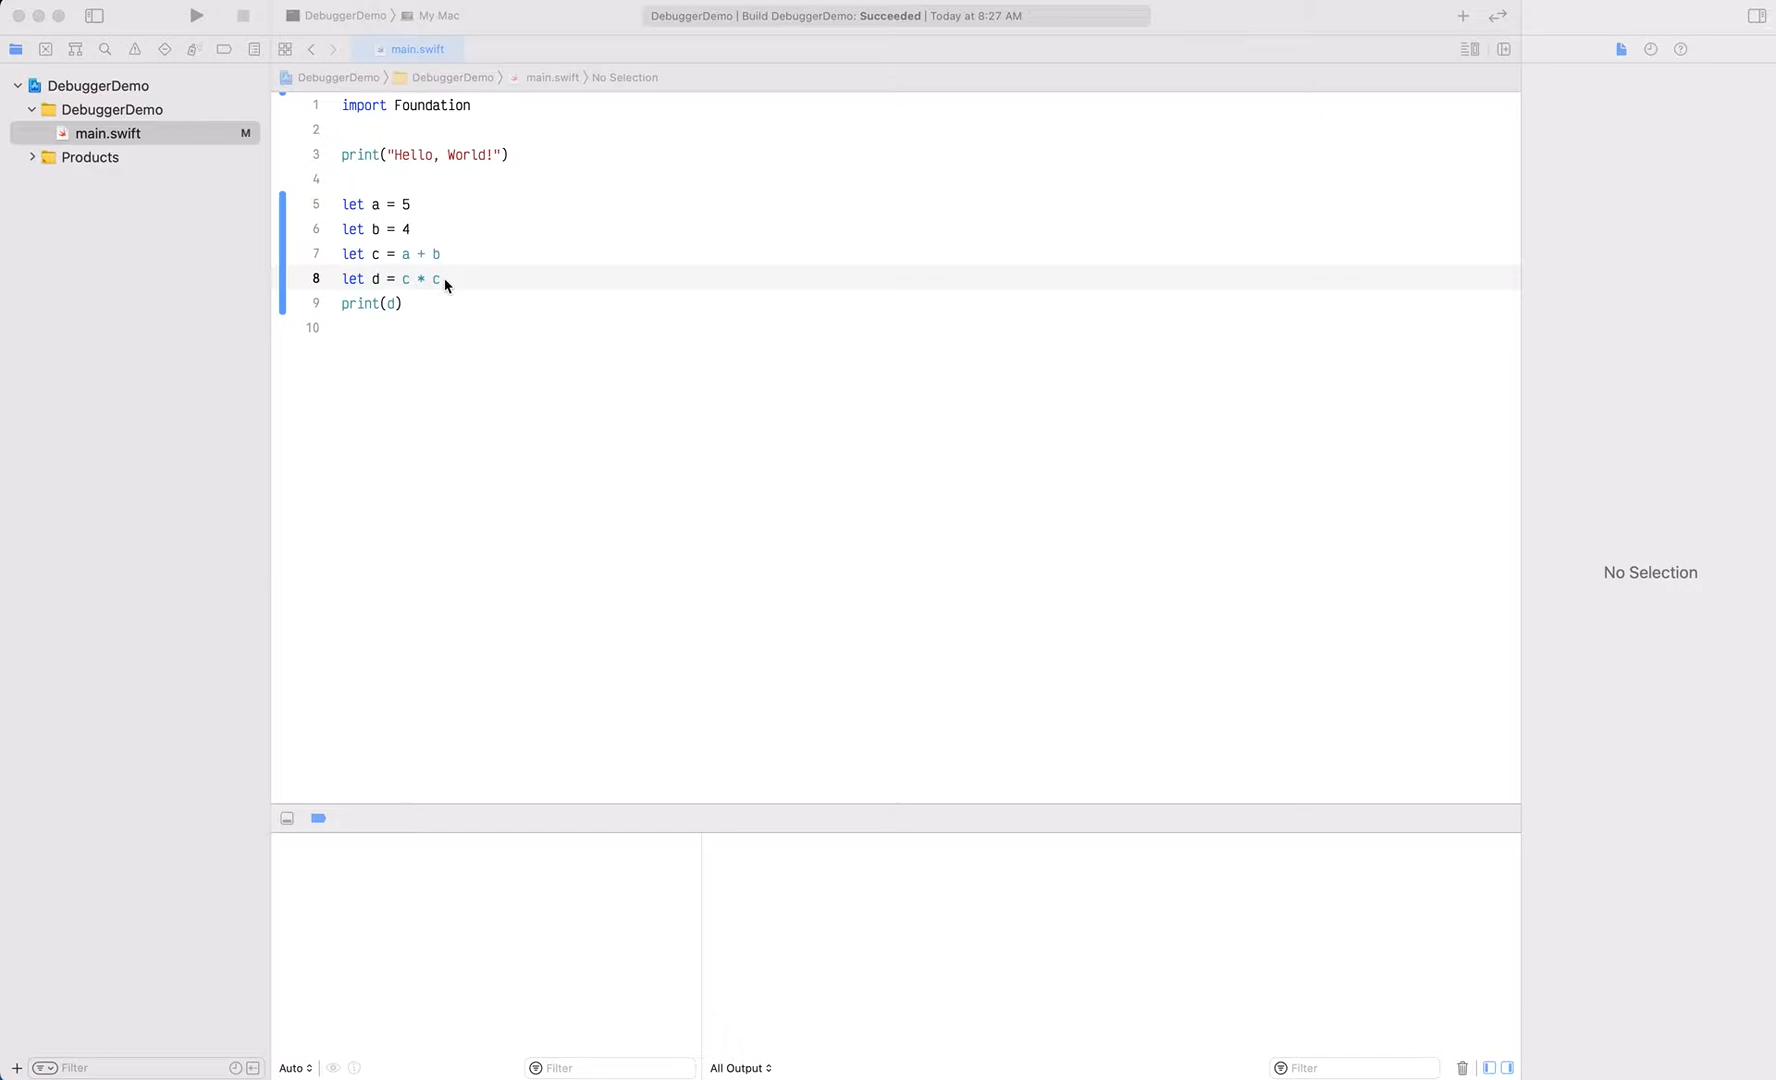 DebuggerDemo My Mac
DebuggerDemo | Build DebuggerDemo: Succeeded | Today at 8:27 AM
main.swift
DebuggerDemo
DebuggerDemo
main.swift M
Products
DebuggerDemo DebuggerDemo main.swift No Selection
1 import Foundation
2
3 print("Hello, World!")
4
5 let a = 5
6 let b = 4
7 let c = a + b
8 let d = c * c
9 print(d)
10
No Selection
Filter
Auto
Filter
All Output
Filter